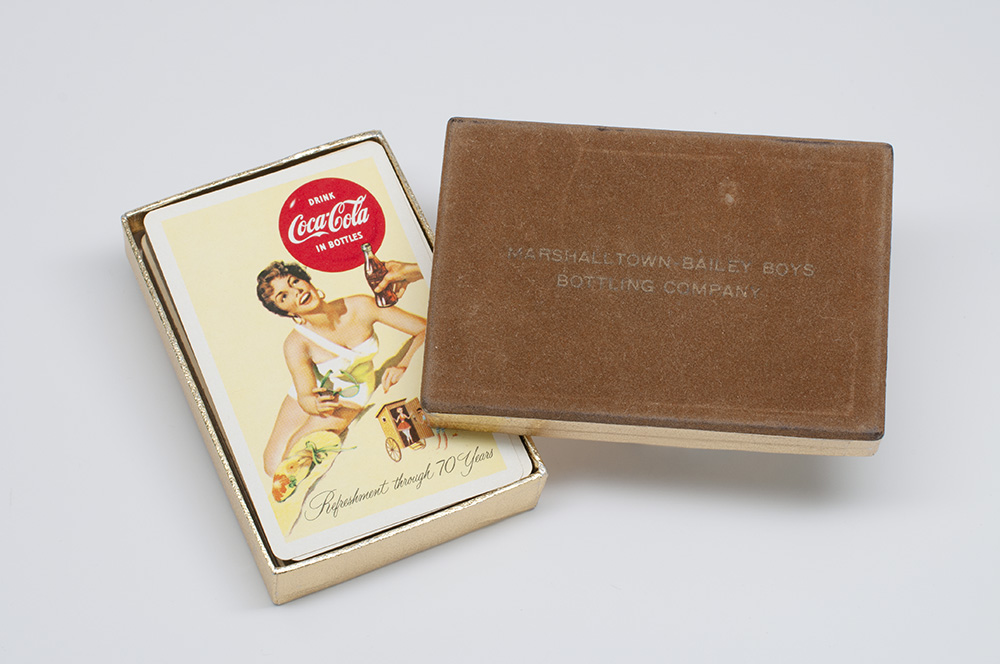 DRINK
Coca-Cola
IN BOTTLES
Refreshment through 70 Years
MARSHALLTOWN BAILEY BOYS
BOTTLING COMPANY